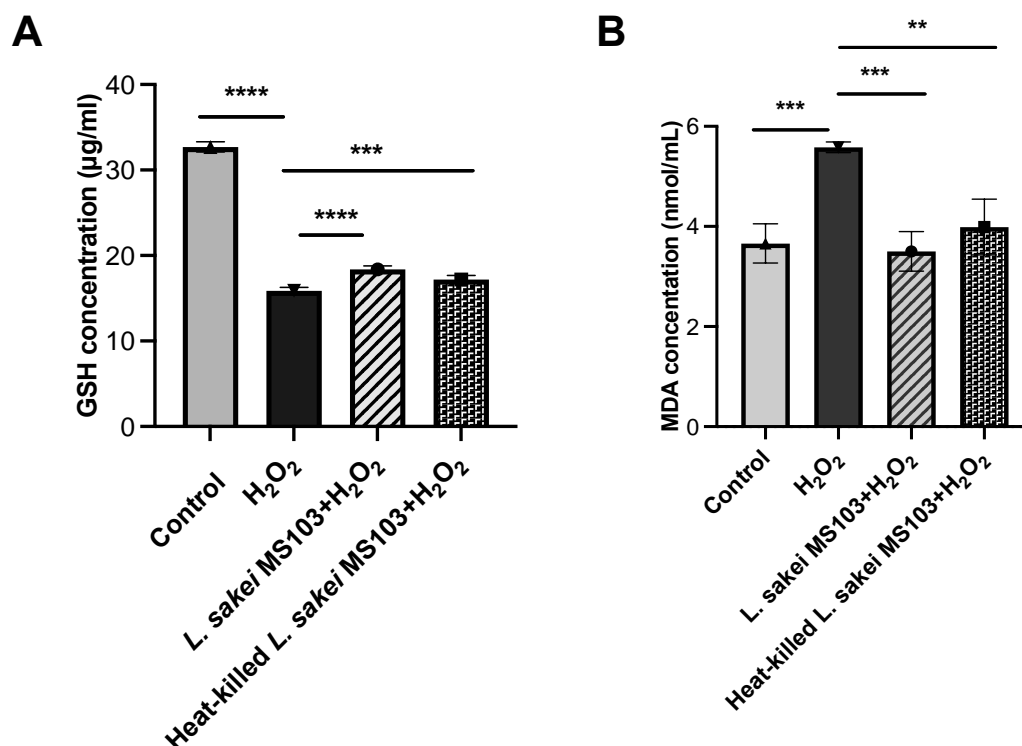 A
GSH concentration (µg/ml)
40
30
20
10
0
****
***
****
Control
H₂O₂
L. sakei MS103+H₂O₂
Heat-killed L. sakei MS103+H₂O₂
B
MDA concentation (nmol/mL)
6
4
2
0
**
***
***
Control
H₂O₂
L. sakei MS103+H₂O₂
Heat-killed L. sakei MS103+H₂O₂